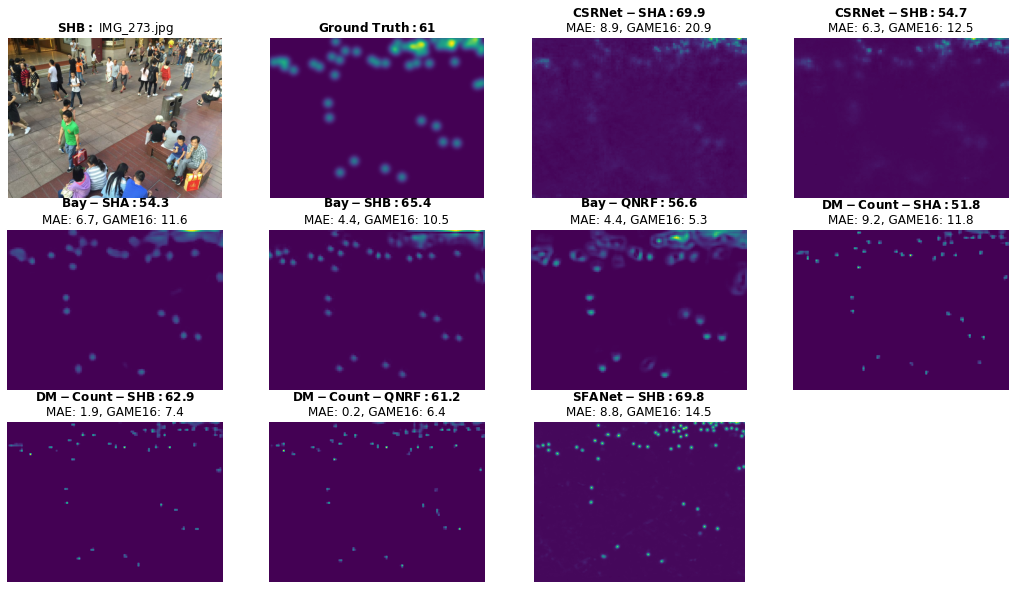 SHB: IMG_273.jpg
Ground Truth: 61
CSRNet-SHA: 69.9
MAE: 8.9, GAME16: 20.9
CSRNet-SHB: 54.7
MAE: 6.3, GAME16: 12.5
Bay-SHA: 54.3
MAE: 6.7, GAME16: 11.6
Bay-SHB: 65.4
MAE: 4.4, GAME16: 10.5
Bay-QNRF: 56.6
MAE: 4.4, GAME16: 5.3
DM-Count-SHA: 51.8
MAE: 9.2, GAME16: 11.8
DM-Count-SHB: 62.9
MAE: 1.9, GAME16: 7.4
DM-Count-QNRF: 61.2
MAE: 0.2, GAME16: 6.4
SFANet-SHB: 69.8
MAE: 8.8, GAME16: 14.5